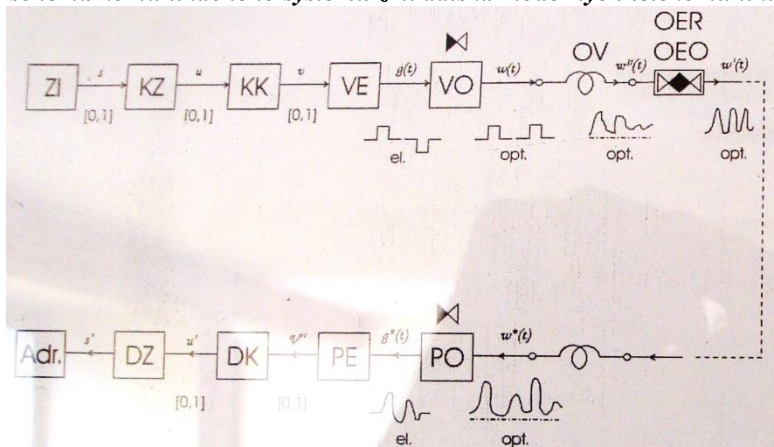 OER
OV OEO
s u v g(t) w(t) w'(t)
ZI KZ KK VE VO
[0,1] [0,1] [0,1]
el. opt. opt. opt.
s' u' g*(t) w*(t)
Adr. DZ DK PE PO
[0,1] [0,1]
el. opt.